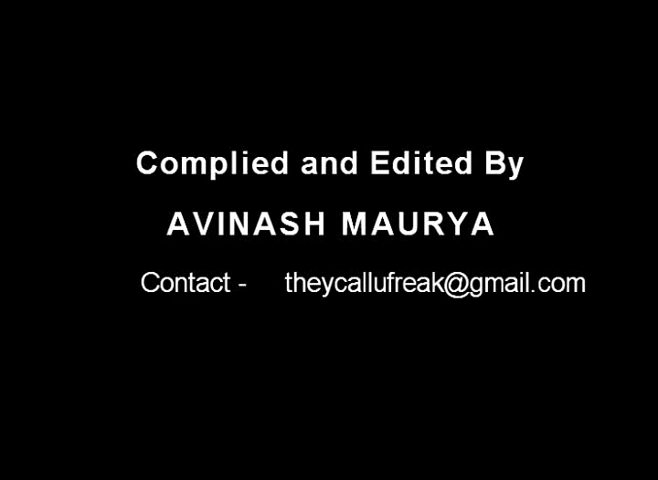 Complied and Edited By
AVINASH MAURYA
Contact - theycallufreak@gmail.com